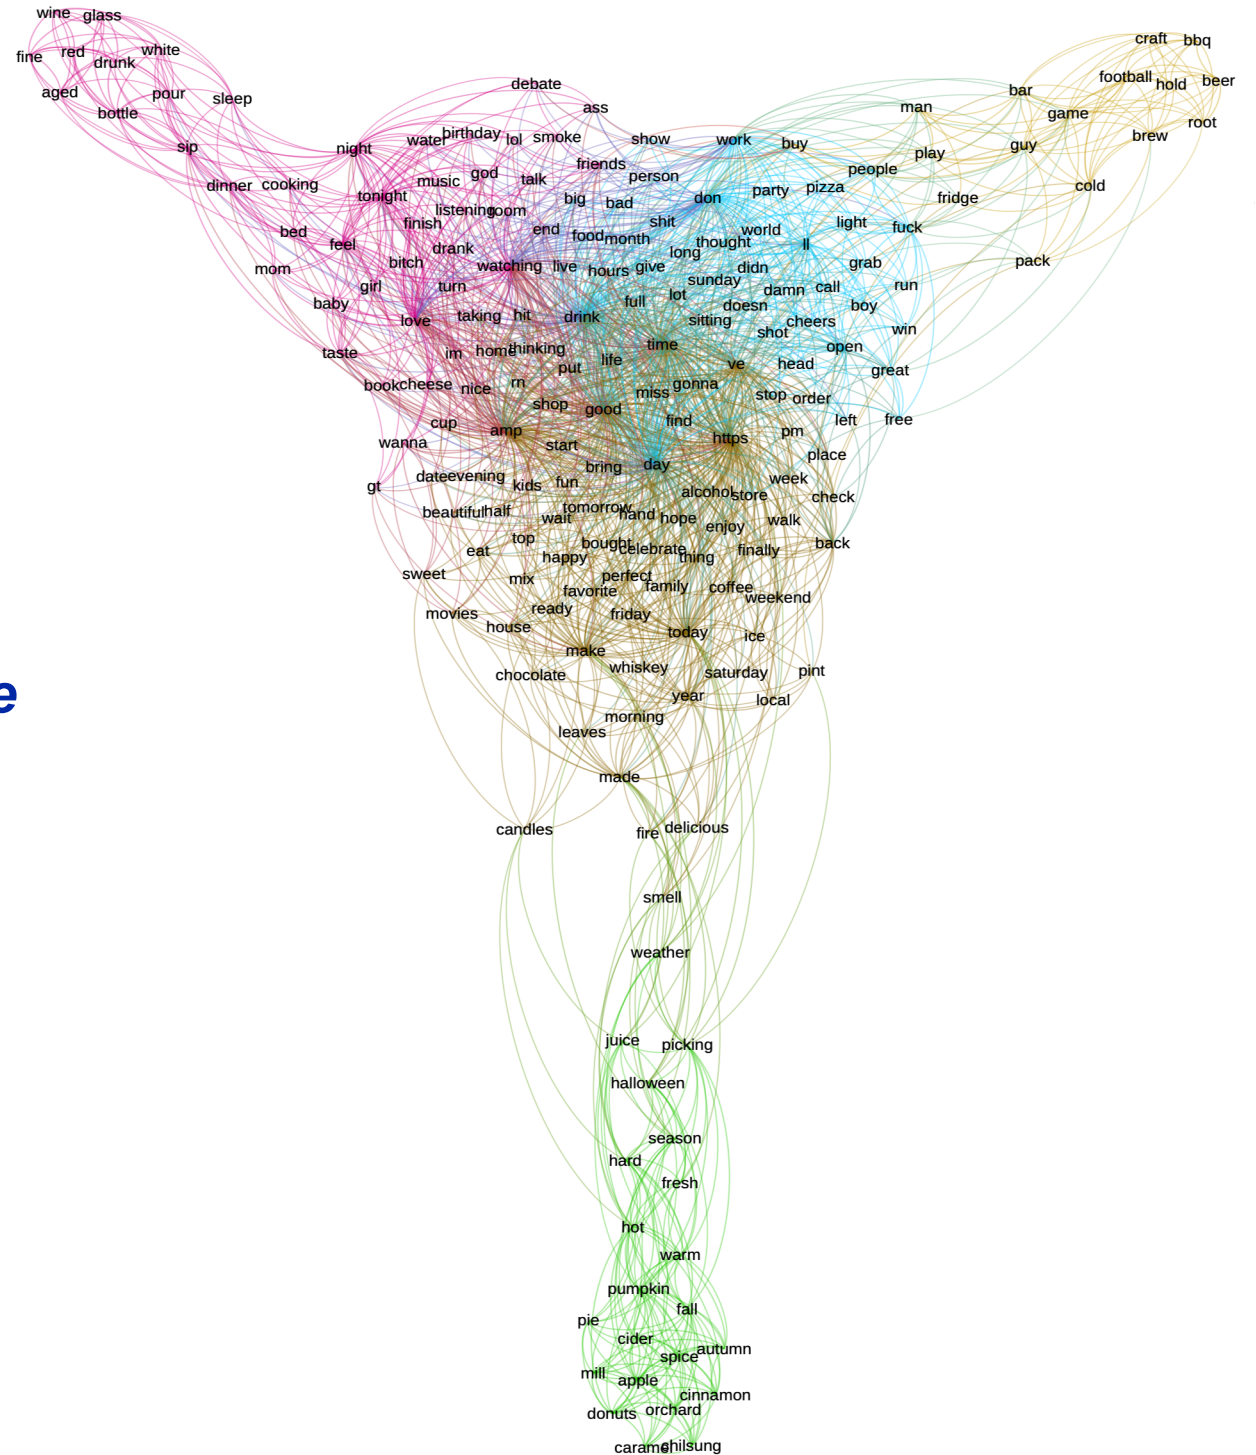 wine glass
craft bbq
fine red drunk white
debate
football hold beer
aged bottle pour sleep
ass
bar
man game
root
brew
sip night water birthday lol smoke show work buy guy
friends people play
dinner cooking tonight music god talk person party pizza cold
listening room big bad don fridge
bed finish end shit world light fuck
feel drank food month thought ll
mom bitch watching live hours give long didn grab pack
girl turn sunday damn call run
baby love taking hit drink full lot doesn boy
sitting shot cheers win
taste im home thinking life time open
put ve head great
book cheese nice rn miss gonna stop order
cup shop good find left free
wanna amp start https pm
bring day place
gt date evening kids fun alcohol store week check
beautiful half wait tomorrow hand hope enjoy walk
eat top bought celebrate thing finally back
happy
sweet mix perfect family coffee weekend
favorite
movies ready friday
house today ice
make
chocolate whiskey saturday pint
year local
morning
leaves
e
made
candles fire delicious
smell
weather
juice picking
halloween
season
hard
fresh
hot
warm
pumpkin
fall
pie
cider autumn
spice
mill apple
cinnamon
donuts orchard
caramel chilsung